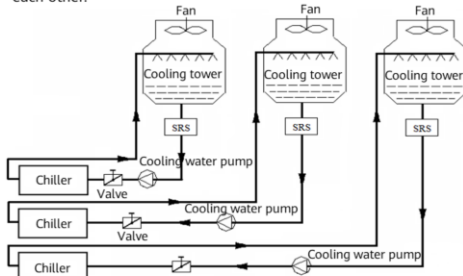 each other.
Fan
Fan
Fan
Cooling tower
Cooling tower
Cooling tower
SRS
SRS
SRS
Cooling water pump
Chiller
Valve
Cooling water pump
Chiller
Valve
Cooling water pump
Chiller